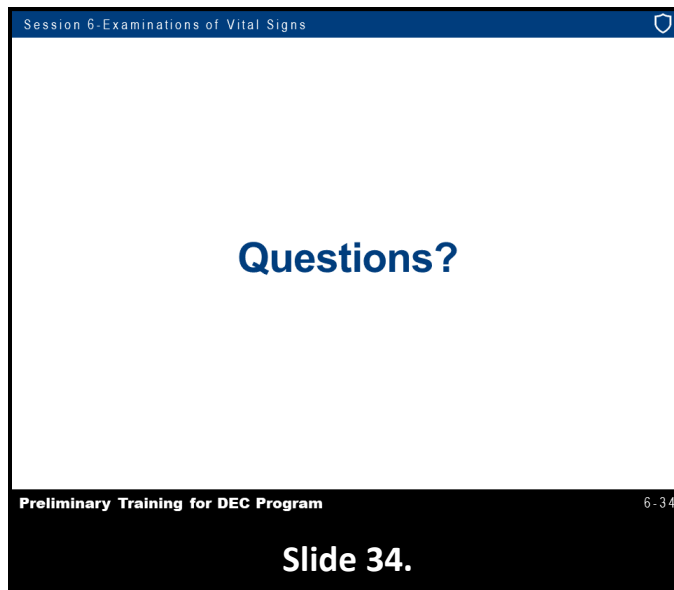 Session 6-Examinations of Vital Signs
Questions?
Preliminary Training for DEC Program
6-34
Slide 34.